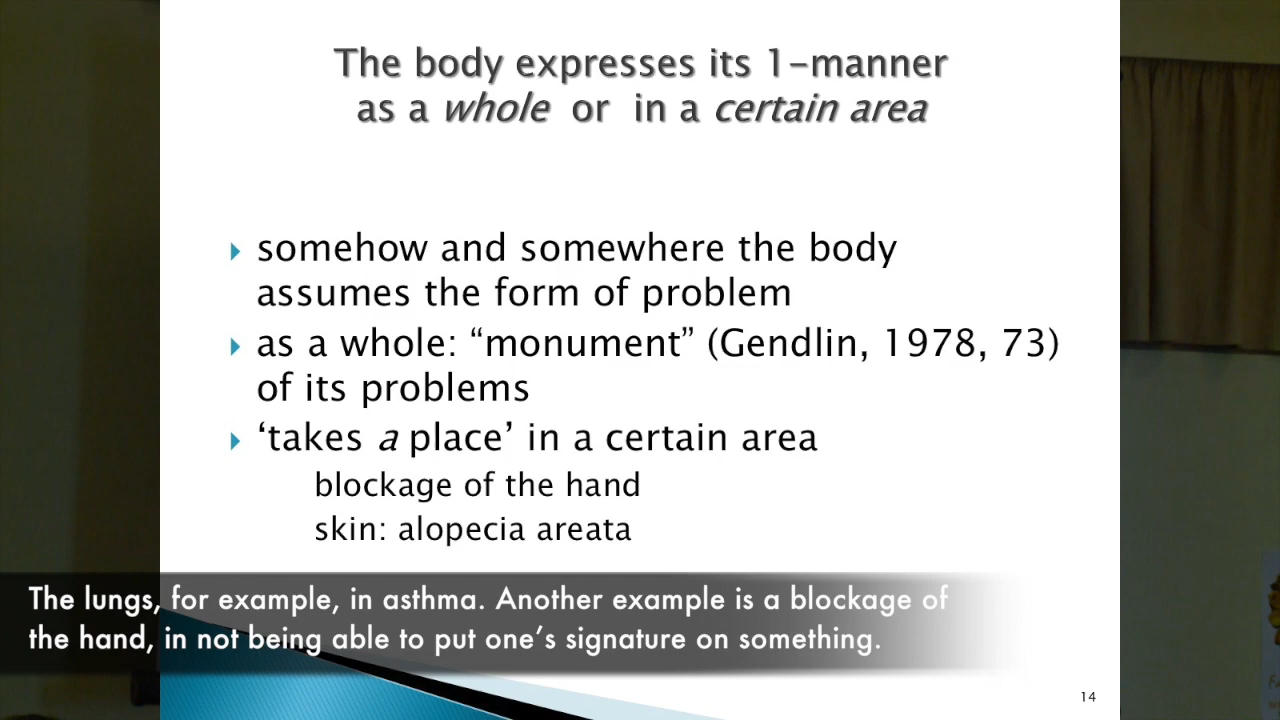 The body expresses its 1-manner
as a whole or in a certain area
somehow and somewhere the body
assumes the form of problem
as a whole: “monument” (Gendlin, 1978, 73)
of its problems
‘takes a place’ in a certain area
blockage of the hand
skin: alopecia areata
The lungs, for example, in asthma. Another example is a blockage of
the hand, in not being able to put one’s signature on something.
14